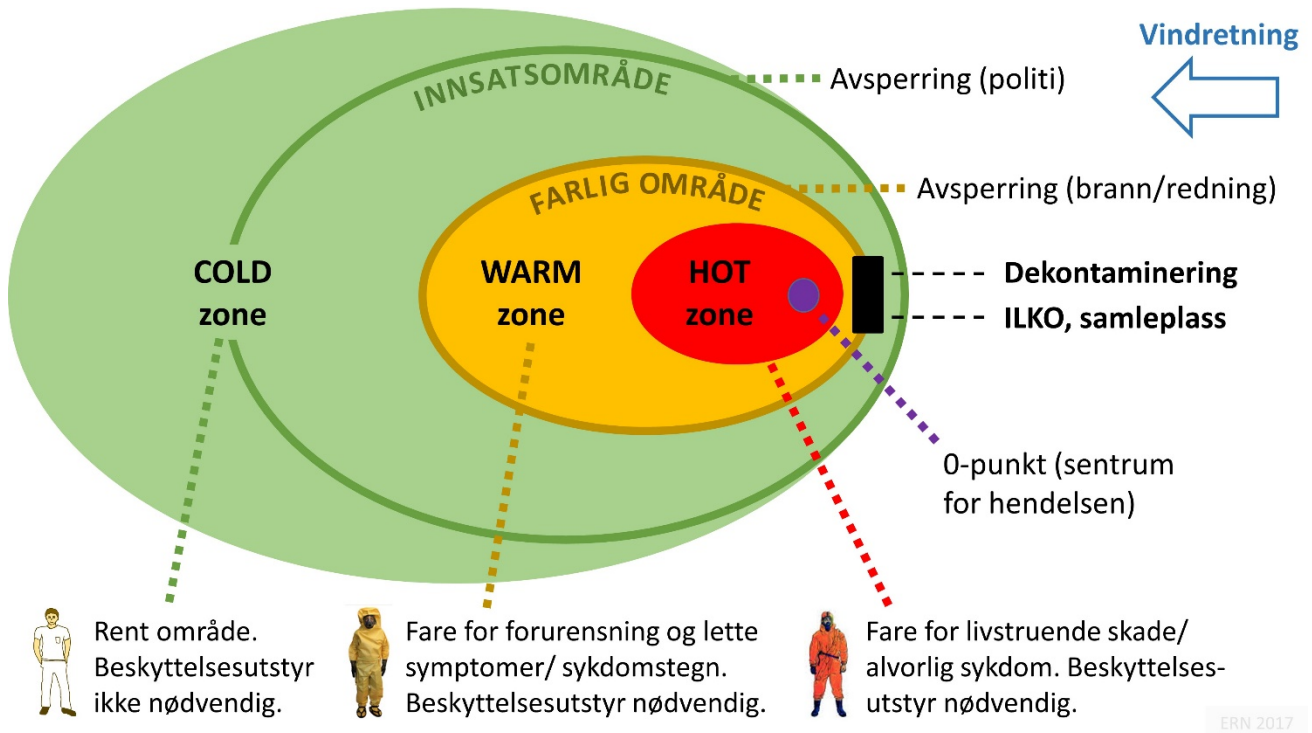 Vindretning
INNSATSOMRÅDE
Avsperring (politi)
FARLIG OMRÅDE
Avsperring (brann/redning)
COLD
zone
WARM
zone
HOT
zone
Dekontaminering
ILKO, samleplass
0-punkt (sentrum
for hendelsen)
Rent område.
Beskyttelsesutstyr
ikke nødvendig.
Fare for forurensning og lette
symptomer/ sykdomstegn.
Beskyttelsesutstyr nødvendig.
Fare for livstruende skade/
alvorlig sykdom. Beskyttelses-
utstyr nødvendig.
ERN 2017